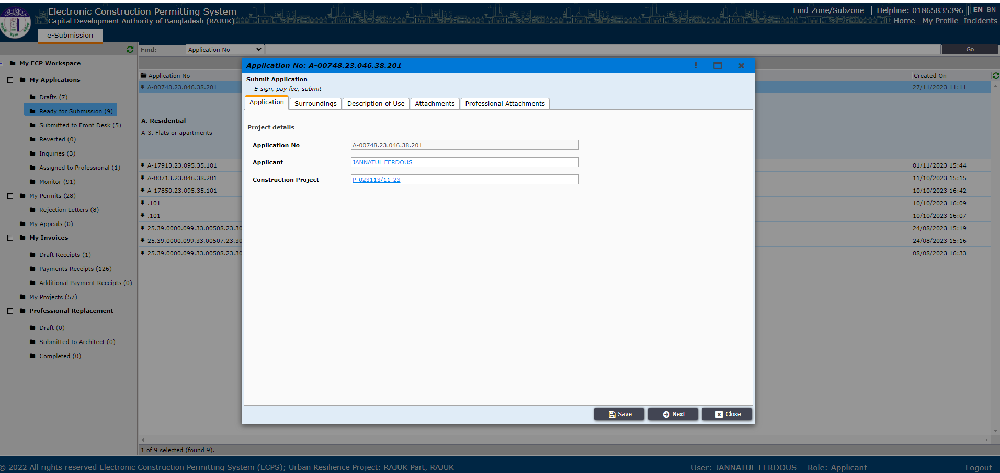 Electronic Construction Permitting System
Capital Development Authority of Bangladesh (RAJUK)
Find Zone/Subzone | Helpline: 01865835396 | EN BN
Home My Profile Incidents
e-Submission
Find: Application No Go
My ECP Workspace
My Applications
Drafts (7)
Ready for Submission (9)
Submitted to Front Desk (5)
Reverted (0)
Inquiries (3)
Assigned to Professional (1)
Monitor (91)
My Permits (28)
Rejection Letters (8)
My Appeals (0)
My Invoices
Draft Receipts (1)
Payments Receipts (126)
Additional Payment Receipts (0)
My Projects (57)
Professional Replacement
Draft (0)
Submitted to Architect (0)
Completed (0)
Application No Created On
A-00748.23.046.38.201 27/11/2023 11:11
A. Residential
A-3. Flats or apartments
A-17913.23.095.35.101 01/11/2023 15:44
A-00713.23.046.38.201 11/10/2023 15:15
A-17850.23.095.35.101 10/10/2023 16:42
.101 10/10/2023 16:09
.101 10/10/2023 16:07
25.39.0000.099.33.00508.23.30 24/08/2023 15:19
25.39.0000.099.33.00507.23.30 24/08/2023 15:16
25.39.0000.099.33.00508.23.30 08/08/2023 16:33
Application No: A-00748.23.046.38.201
Submit Application
E-sign, pay fee, submit
Application Surroundings Description of Use Attachments Professional Attachments
Project details
Application No A-00748.23.046.38.201
Applicant JANNATUL FERDOUS
Construction Project P-023113/11-23
Save Next Close
1 of 9 selected (found 9).
© 2022 All rights reserved Electronic Construction Permitting System (ECPS); Urban Resilience Project: RAJUK Part, RAJUK
User: JANNATUL FERDOUS Role: Applicant Logout